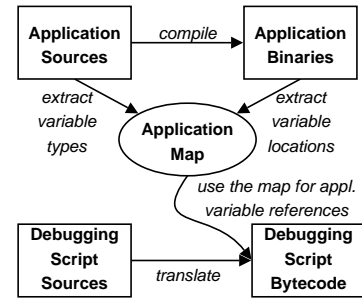 Application
Sources
compile
Application
Binaries
extract
variable
types
extract
variable
locations
Application
Map
use the map for appl.
variable references
Debugging
Script
Sources
translate
Debugging
Script
Bytecode